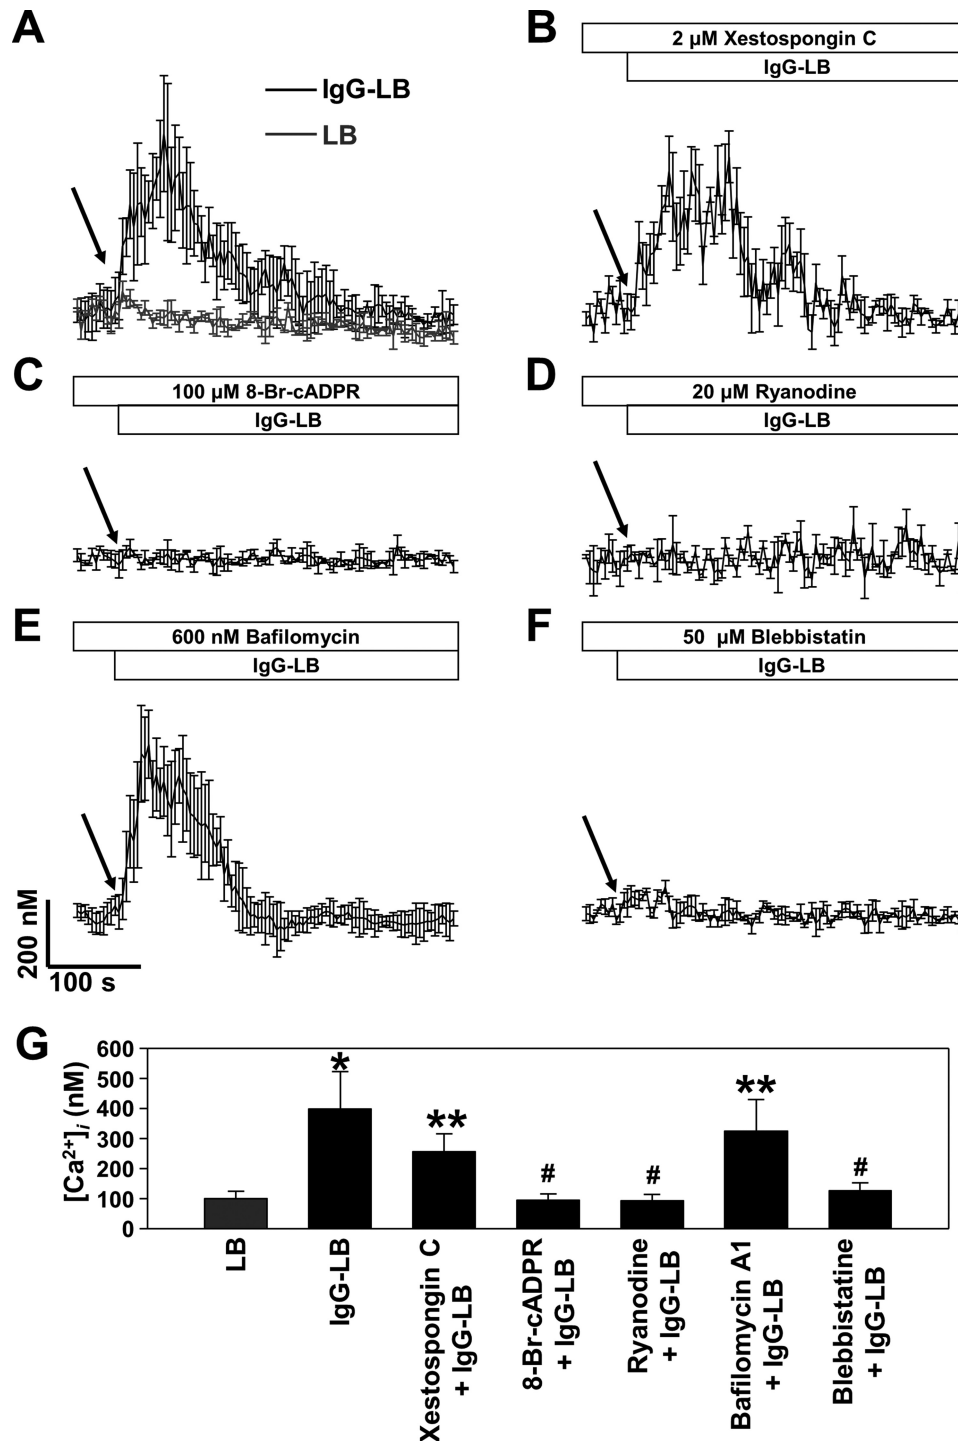 A
IgG-LB
LB
B
2 µM Xestospongin C
IgG-LB
C
100 µM 8-Br-cADPR
IgG-LB
D
20 µM Ryanodine
IgG-LB
E
600 nM Bafilomycin
IgG-LB
200 nM
100 s
F
50 µM Blebbistatin
IgG-LB
G
[Ca²⁺]i (nM)
600
500
400
300
200
100
0
*
**
#
#
**
#
LB
IgG-LB
Xestospongin C
+ IgG-LB
8-Br-cADPR
+ IgG-LB
Ryanodine
+ IgG-LB
Bafilomycin A1
+ IgG-LB
Blebbistatine
+ IgG-LB